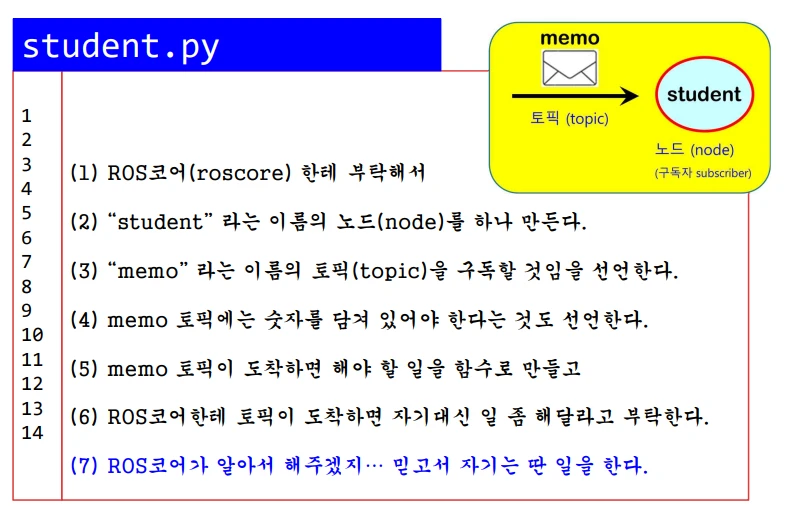 student.py
memo
토픽 (topic)
student
노드 (node)
(구독자 subscriber)
1
2
3
4
5
6
7
8
9
10
11
12
13
14
(1) ROS코어(roscore) 한테 부탁해서
(2) “student” 라는 이름의 노드(node)를 하나 만든다.
(3) “memo” 라는 이름의 토픽(topic)을 구독할 것임을 선언한다.
(4) memo 토픽에는 숫자를 담겨 있어야 한다는 것도 선언한다.
(5) memo 토픽이 도착하면 해야 할 일을 함수로 만들고
(6) ROS코어한테 토픽이 도착하면 자기대신 일 좀 해달라고 부탁한다.
(7) ROS코어가 알아서 해주겠지… 믿고서 자기는 딴 일을 한다.